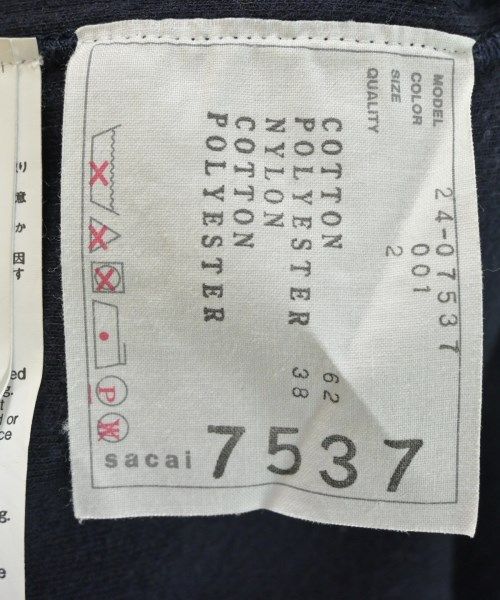 MODEL 24-07537
COLOR 001
SIZE 2
QUALITY
COTTON 62
POLYESTER 38
NYLON
COTTON
POLYESTER
P
W
sacai 7537
り
意
か
因
す
ed
g.
t
d or
ce
g.
e